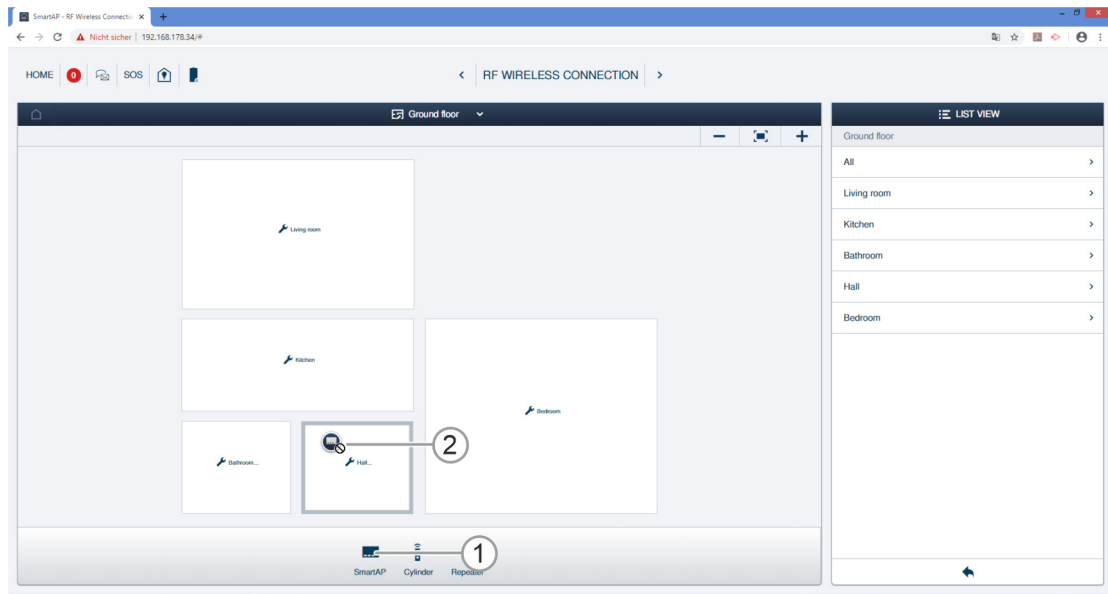 SmartAP - RF Wireless Connectic
Nicht sicher | 192.168.178.34/#
HOME 0 SOS RF WIRELESS CONNECTION
Ground floor
LIST VIEW
Ground floor
All
Living room
Kitchen
Bathroom
Hall
Bedroom
Living room
Kitchen
Bedroom
Bathroom...
Hall...
2
1
SmartAP Cylinder Repeater